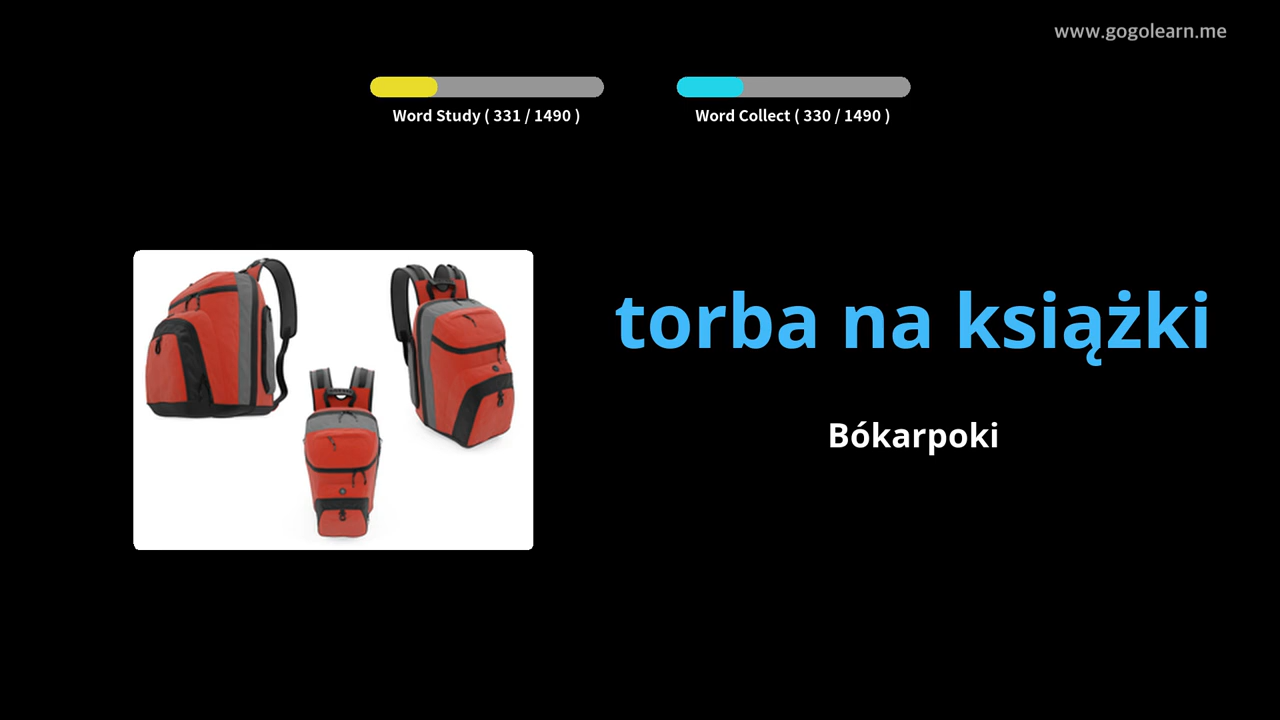 www.gogolearn.me
Word Study ( 331 / 1490 )
Word Collect ( 330 / 1490 )
torba na książki
Bókarpoki